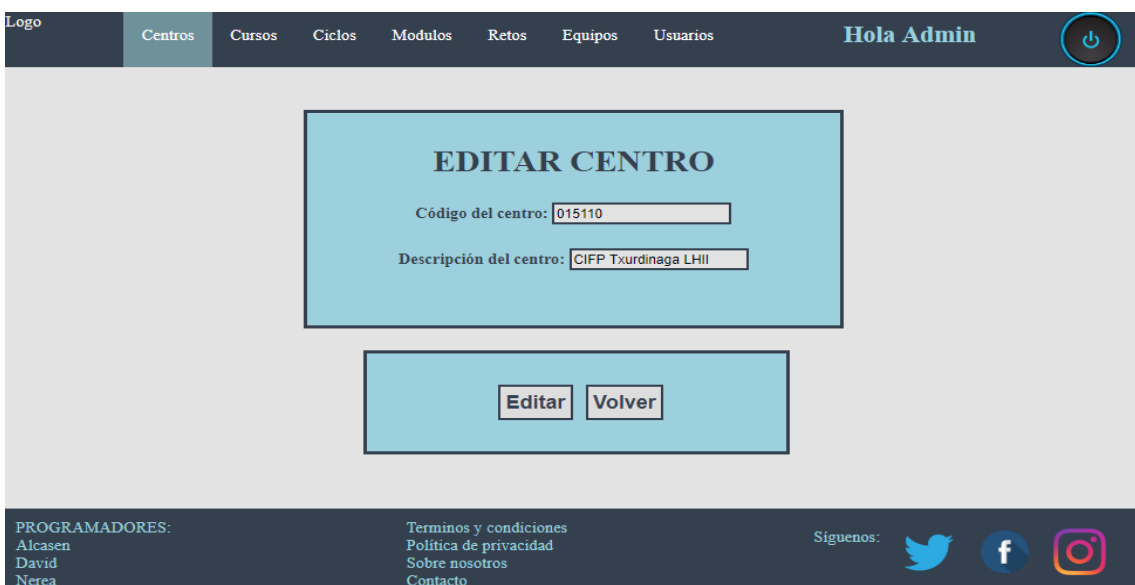 Logo
Centros Cursos Ciclos Modulos Retos Equipos Usuarios Hola Admin
EDITAR CENTRO
Código del centro: 015110
Descripción del centro: CIFP Txurdinaga LHII
Editar Volver
PROGRAMADORES:
Alcasen
David
Nerea
Terminos y condiciones
Política de privacidad
Sobre nosotros
Contacto
Síguenos: